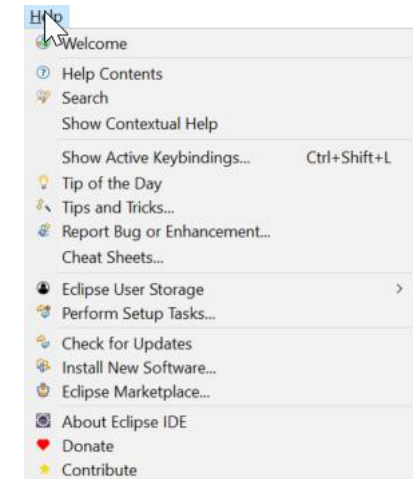 Help
Welcome
Help Contents
Search
Show Contextual Help
Show Active Keybindings... Ctrl+Shift+L
Tip of the Day
Tips and Tricks...
Report Bug or Enhancement...
Cheat Sheets...
Eclipse User Storage
Perform Setup Tasks...
Check for Updates
Install New Software...
Eclipse Marketplace...
About Eclipse IDE
Donate
Contribute